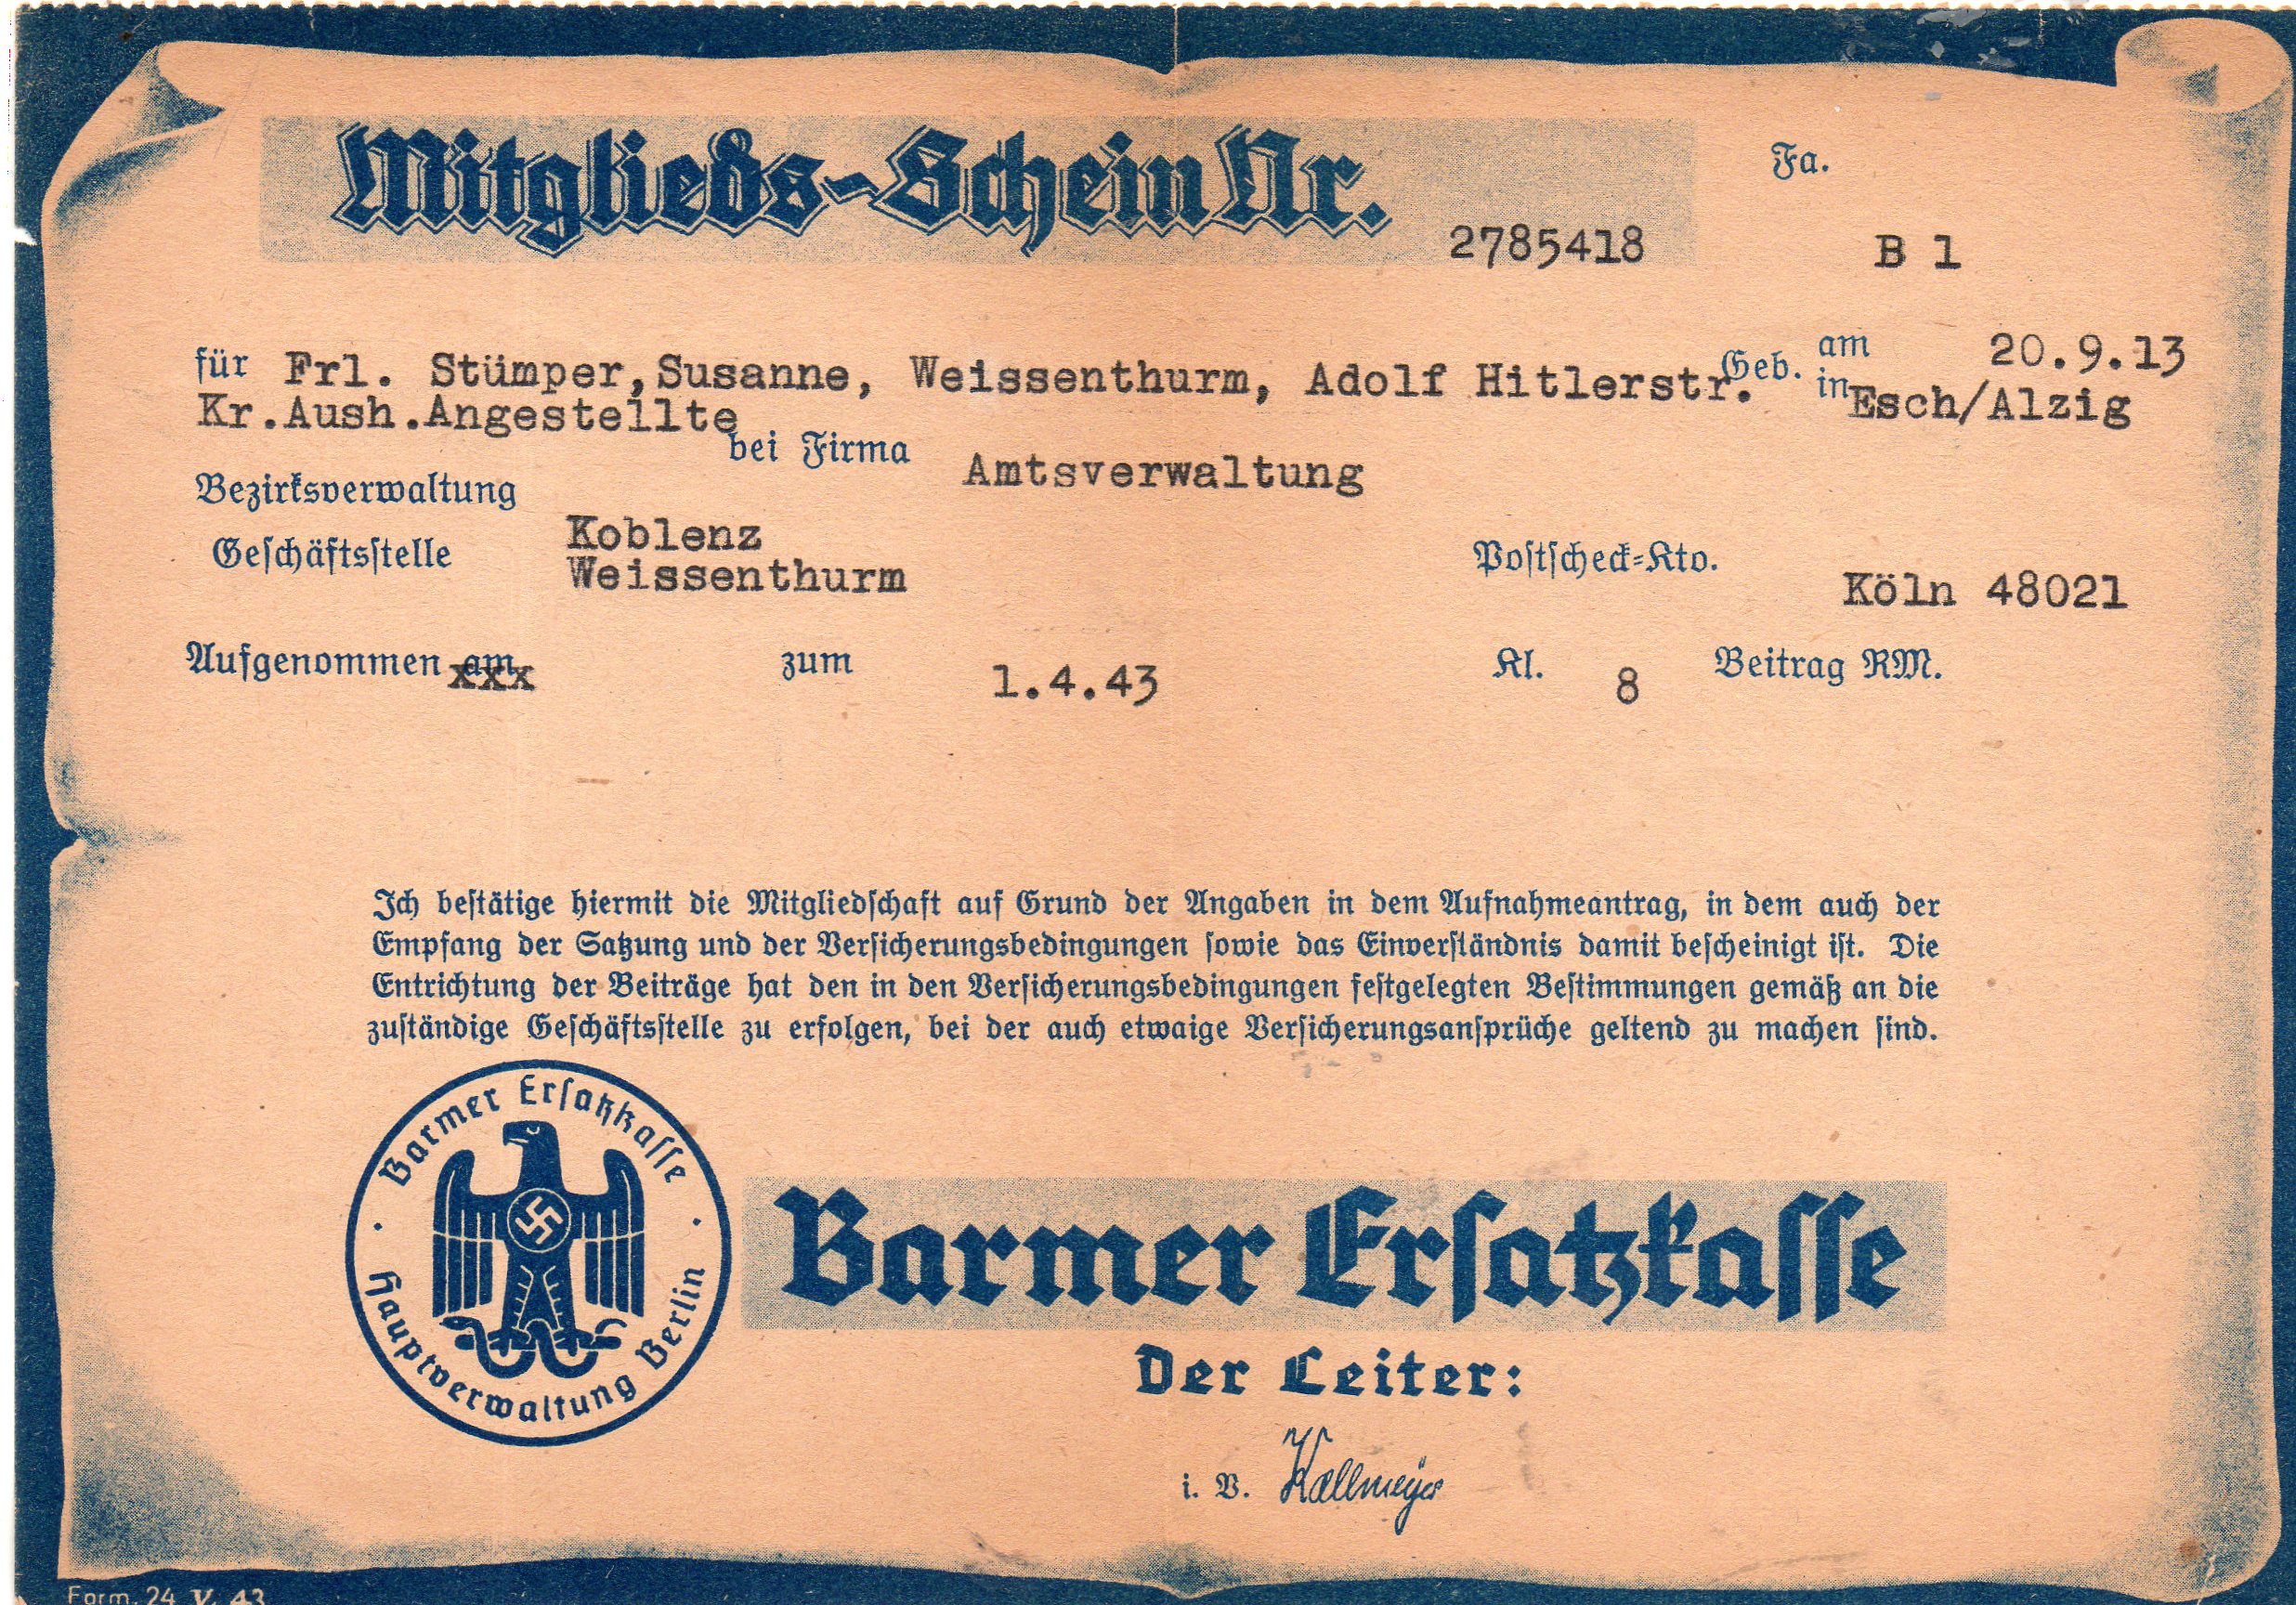 Mitglieds-Schein Nr. 2785418
Fa.
B 1
für Frl. Stümper, Susanne, Weissenthurm, Adolf Hitlerstr. Geb. am 20.9.13
in Esch/Alzig
Kr.Aush.Angestellte bei Firma Amtsverwaltung
Bezirksverwaltung Koblenz
Geschäftsstelle Weissenthurm
Postscheck-Kto. Köln 48021
Aufgenommen am xxx zum 1.4.43 Kl. 8 Beitrag RM.
Ich bestätige hiermit die Mitgliedschaft auf Grund der Angaben in dem Aufnahmeantrag, in dem auch der
Empfang der Satzung und der Versicherungsbedingungen sowie das Einverständnis damit bescheinigt ist. Die
Entrichtung der Beiträge hat den in den Versicherungsbedingungen festgelegten Bestimmungen gemäß an die
zuständige Geschäftsstelle zu erfolgen, bei der auch etwaige Versicherungsansprüche geltend zu machen sind.
Barmer Ersatzkasse
Hauptverwaltung Berlin
Barmer Ersatzkasse
Der Leiter:
i. V. Kallmeyer
Form. 24 V. 43